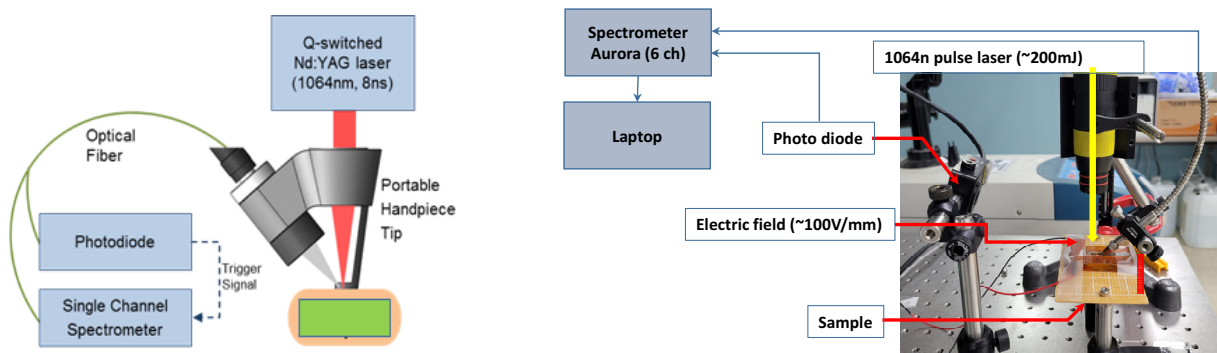 Q-switched
Nd:YAG laser
(1064nm, 8ns)
Optical
Fiber
Portable
Handpiece
Tip
Photodiode
Trigger
Signal
Single Channel
Spectrometer
Spectrometer
Aurora (6 ch)
1064n pulse laser (~200mJ)
Laptop
Photo diode
Electric field (~100V/mm)
Sample